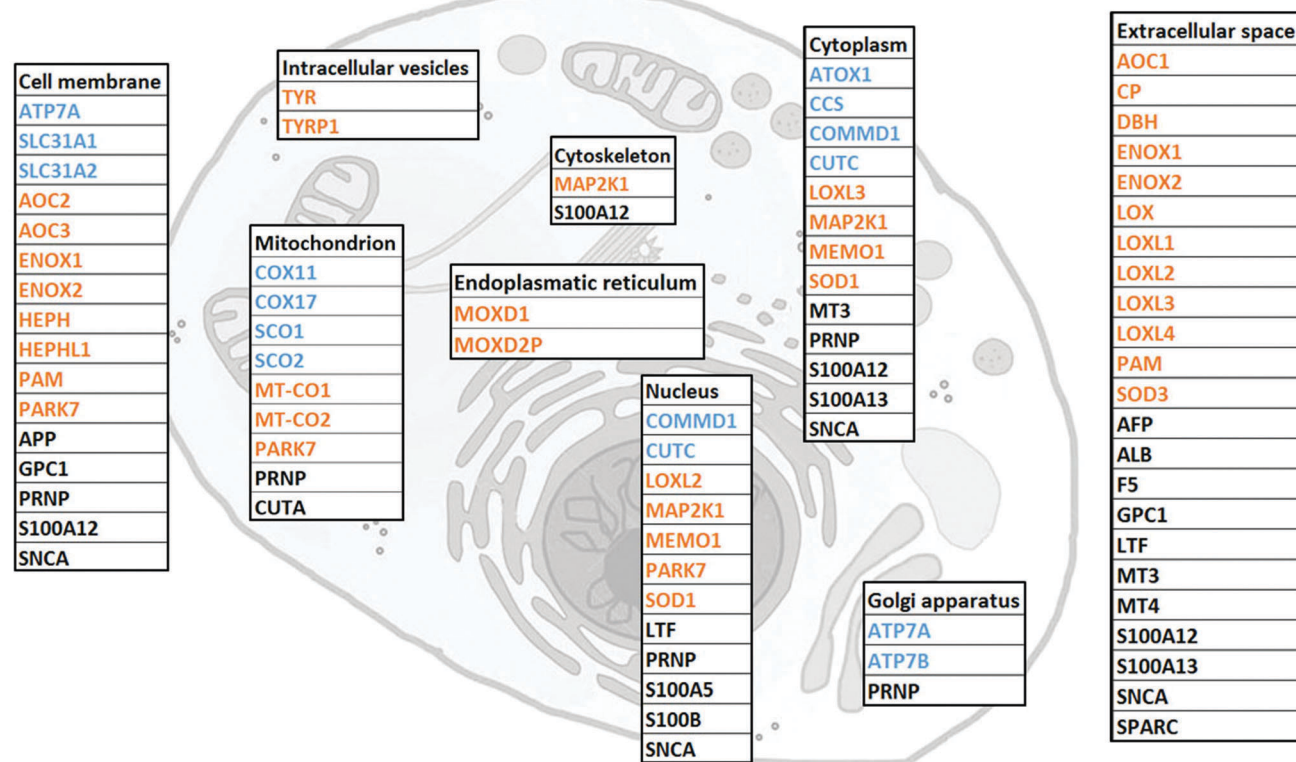 Cell membrane
ATP7A
SLC31A1
SLC31A2
AOC2
AOC3
ENOX1
ENOX2
HEPH
HEPHL1
PAM
PARK7
APP
GPC1
PRNP
S100A12
SNCA
Intracellular vesicles
TYR
TYRP1
Mitochondrion
COX11
COX17
SCO1
SCO2
MT-CO1
MT-CO2
PARK7
PRNP
CUTA
Cytoskeleton
MAP2K1
S100A12
Endoplasmatic reticulum
MOXD1
MOXD2P
Nucleus
COMMD1
CUTC
LOXL2
MAP2K1
MEMO1
PARK7
SOD1
LTF
PRNP
S100A5
S100B
SNCA
Cytoplasm
ATOX1
CCS
COMMD1
CUTC
LOXL3
MAP2K1
MEMO1
SOD1
MT3
PRNP
S100A12
S100A13
SNCA
Golgi apparatus
ATP7A
ATP7B
PRNP
Extracellular space
AOC1
CP
DBH
ENOX1
ENOX2
LOX
LOXL1
LOXL2
LOXL3
LOXL4
PAM
SOD3
AFP
ALB
F5
GPC1
LTF
MT3
MT4
S100A12
S100A13
SNCA
SPARC